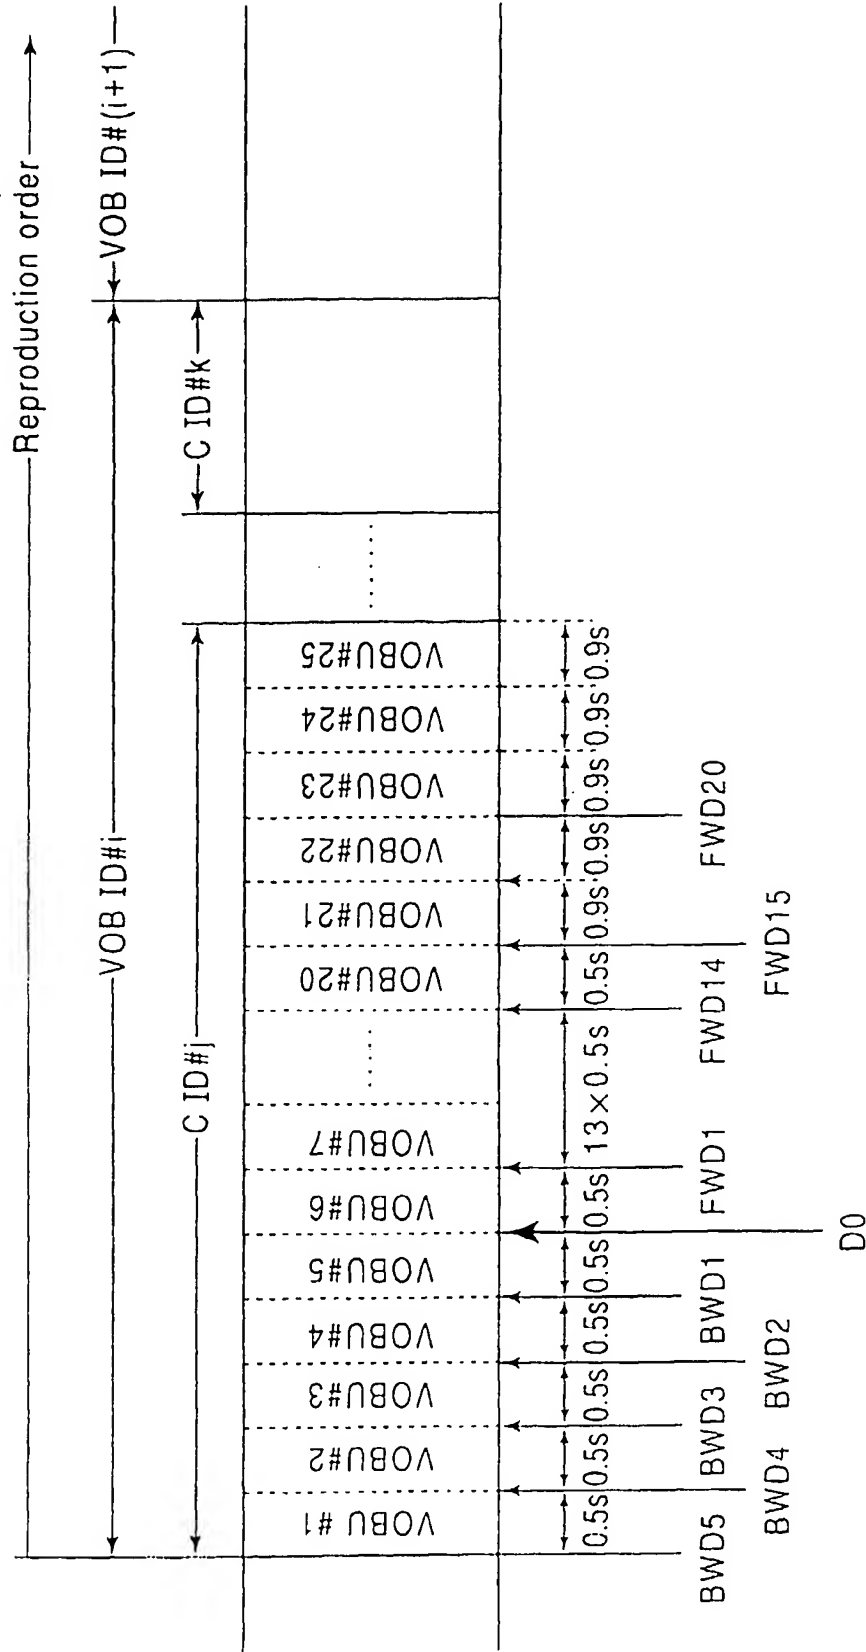 Reproduction order
VOB ID#i
VOB ID#(i+1)
C ID#j
C ID#k
VOBU #1
VOBU#2
VOBU#3
VOBU#4
VOBU#5
VOBU#6
VOBU#7
........
VOBU#20
VOBU#21
VOBU#22
VOBU#23
VOBU#24
VOBU#25
........
0.5s 0.5s 0.5s 0.5s 0.5s 0.5s 13×0.5s 0.5s 0.9s 0.9s 0.9s 0.9s 0.9s
BWD5
BWD4
BWD3
BWD2
BWD1
D0
FWD1
FWD14
FWD15
FWD20